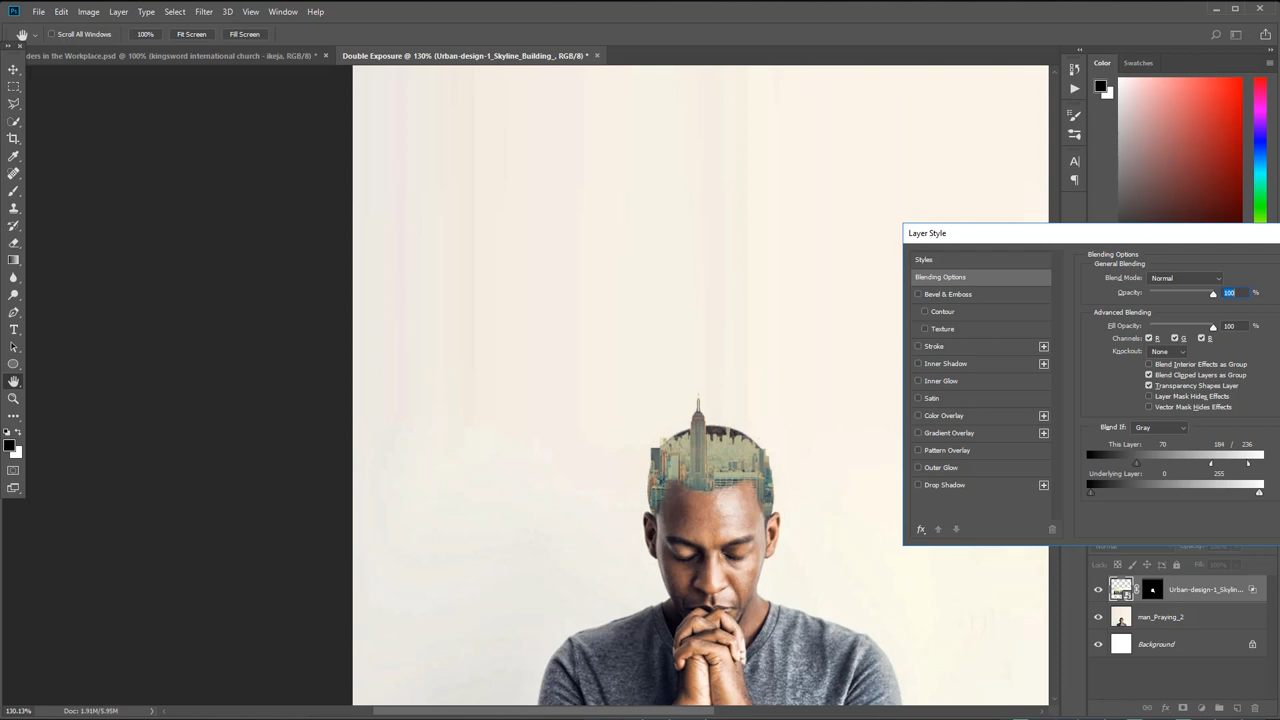 Ps File Edit Image Layer Type Select Filter 3D View Window Help
Scroll All Windows 100% Fit Screen Fill Screen
ders in the Workplace.psd @ 100% (kingsword international church - ikeja, RGB/8) * × Double Exposure @ 130% (Urban-design-1_Skyline_Building_, RGB/8) * ×
Color Swatches
Layer Style
Styles
Blending Options
Bevel & Emboss
Contour
Texture
Stroke
Inner Shadow
Inner Glow
Satin
Color Overlay
Gradient Overlay
Pattern Overlay
Outer Glow
Drop Shadow
fx
Blending Options
General Blending
Blend Mode: Normal
Opacity: 100 %
Advanced Blending
Fill Opacity: 100 %
Channels: R G B
Knockout: None
Blend Interior Effects as Group
Blend Clipped Layers as Group
Transparency Shapes Layer
Layer Mask Hides Effects
Vector Mask Hides Effects
Blend If: Gray
This Layer: 70 184 / 236
Underlying Layer: 0 255
Normal
Lock: Fill: 100%
Urban-design-1_Skylin...
man_Praying_2
Background
130.13% Doc: 1.91M/5.95M